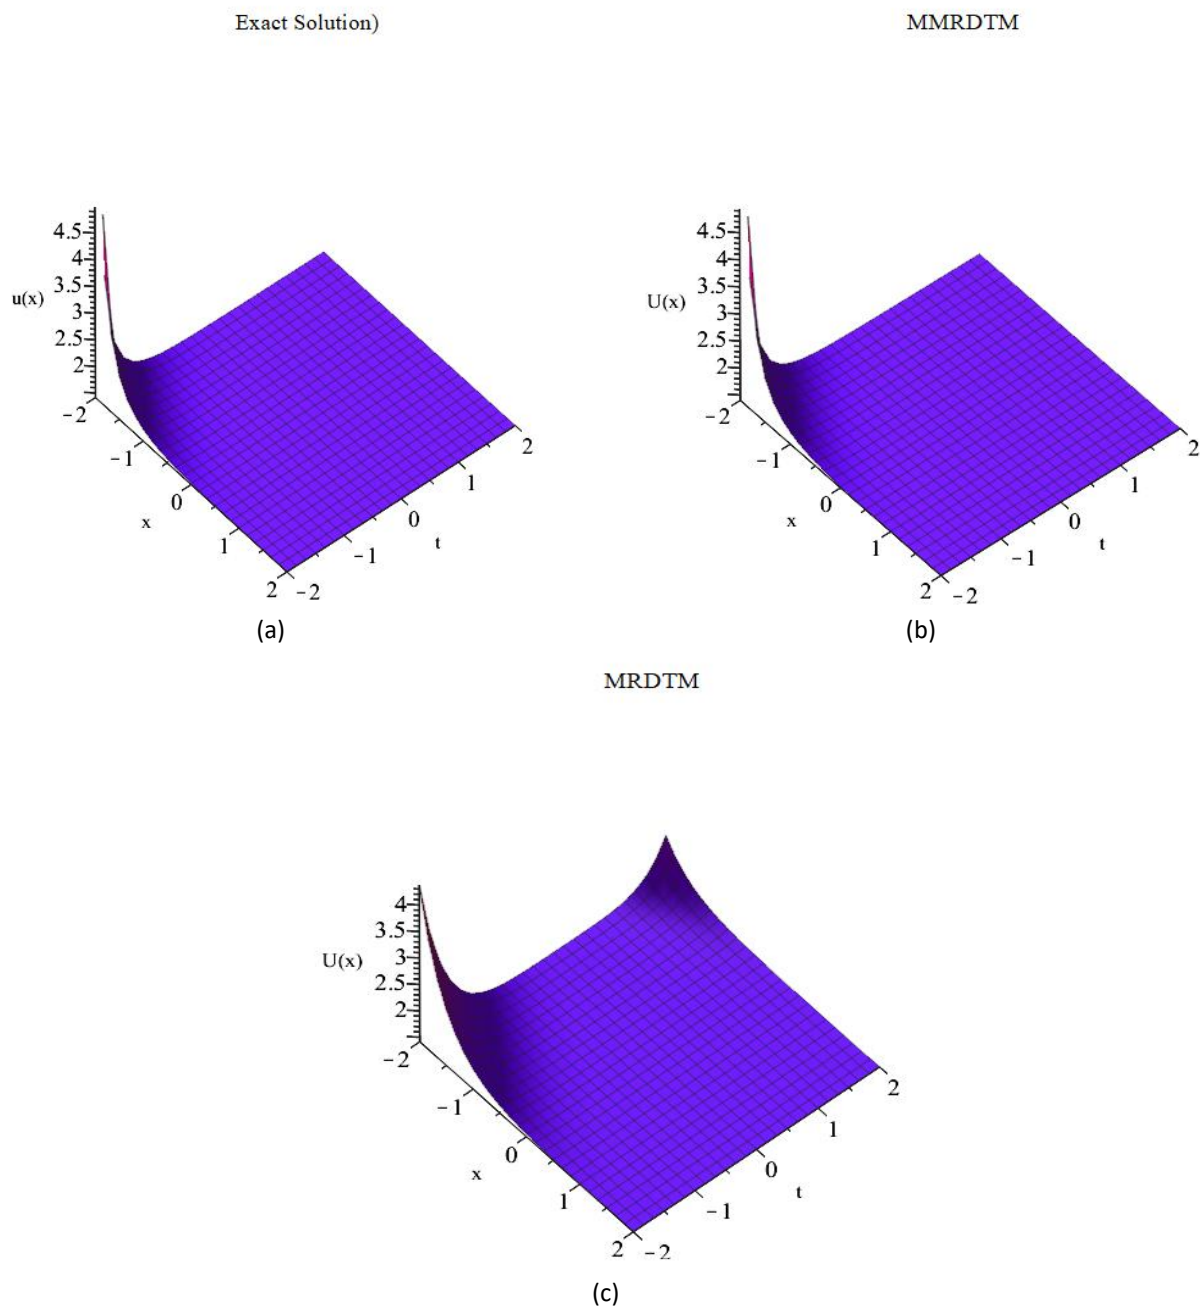 Exact Solution) MMRDTM
4.5 4.5
4 4
u(x) 3.5 U(x) 3.5
3 3
2.5 2.5
2 2
-2 -2
-1 2 -1 2
0 1 0 1
x 0 x 0
1 t 1 t
-1 -1
2 -2 2 -2
(a) (b)
MRDTM
4
3.5
U(x) 3
2.5
2
-2
-1 2
0 1
x 0
1 t
-1
2 -2
(c)